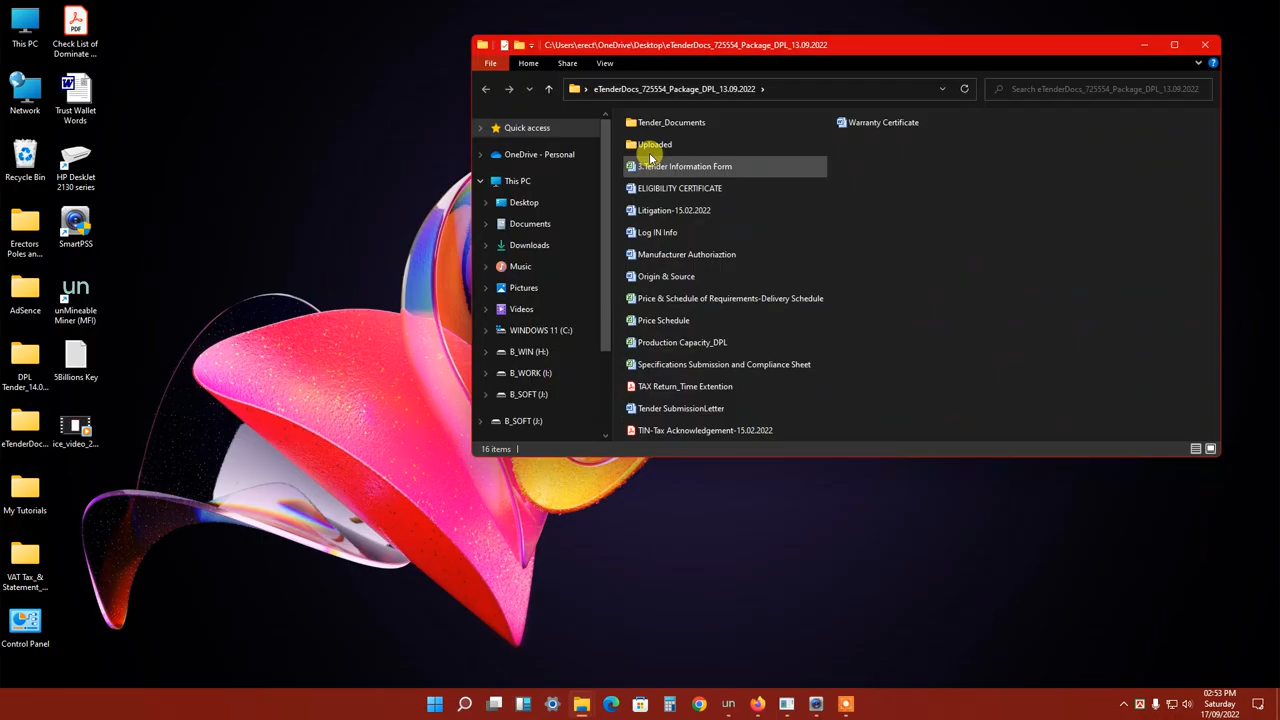 This PC
Check List of
Dominate ...
Network
Trust Wallet
Words
Recycle Bin
HP DeskJet
2130 series
Erectors
Poles an...
SmartPSS
AdSence
unMineable
Miner (MFI)
DPL
Tender_14.0...
5Billions Key
eTenderDoc...
ice_video_2...
My Tutorials
VAT Tax_&
Statement_...
Control Panel
C:\Users\erect\OneDrive\Desktop\eTenderDocs_725554_Package_DPL_13.09.2022
File Home Share View
eTenderDocs_725554_Package_DPL_13.09.2022
Search eTenderDocs_725554_Package_DPL_13.09.2022
Quick access
OneDrive - Personal
This PC
Desktop
Documents
Downloads
Music
Pictures
Videos
WINDOWS 11 (C:)
B_WIN (H:)
B_WORK (I:)
B_SOFT (J:)
B_SOFT (J:)
Tender_Documents
Uploaded
3.Tender Information Form
ELIGIBILITY CERTIFICATE
Litigation-15.02.2022
Log IN Info
Manufacturer Authoriaztion
Origin & Source
Price & Schedule of Requirements-Delivery Schedule
Price Schedule
Production Capacity_DPL
Specifications Submission and Compliance Sheet
TAX Return_Time Extention
Tender SubmissionLetter
TIN-Tax Acknowledgement-15.02.2022
Warranty Certificate
16 items
02:53 PM
Saturday
17/09/2022